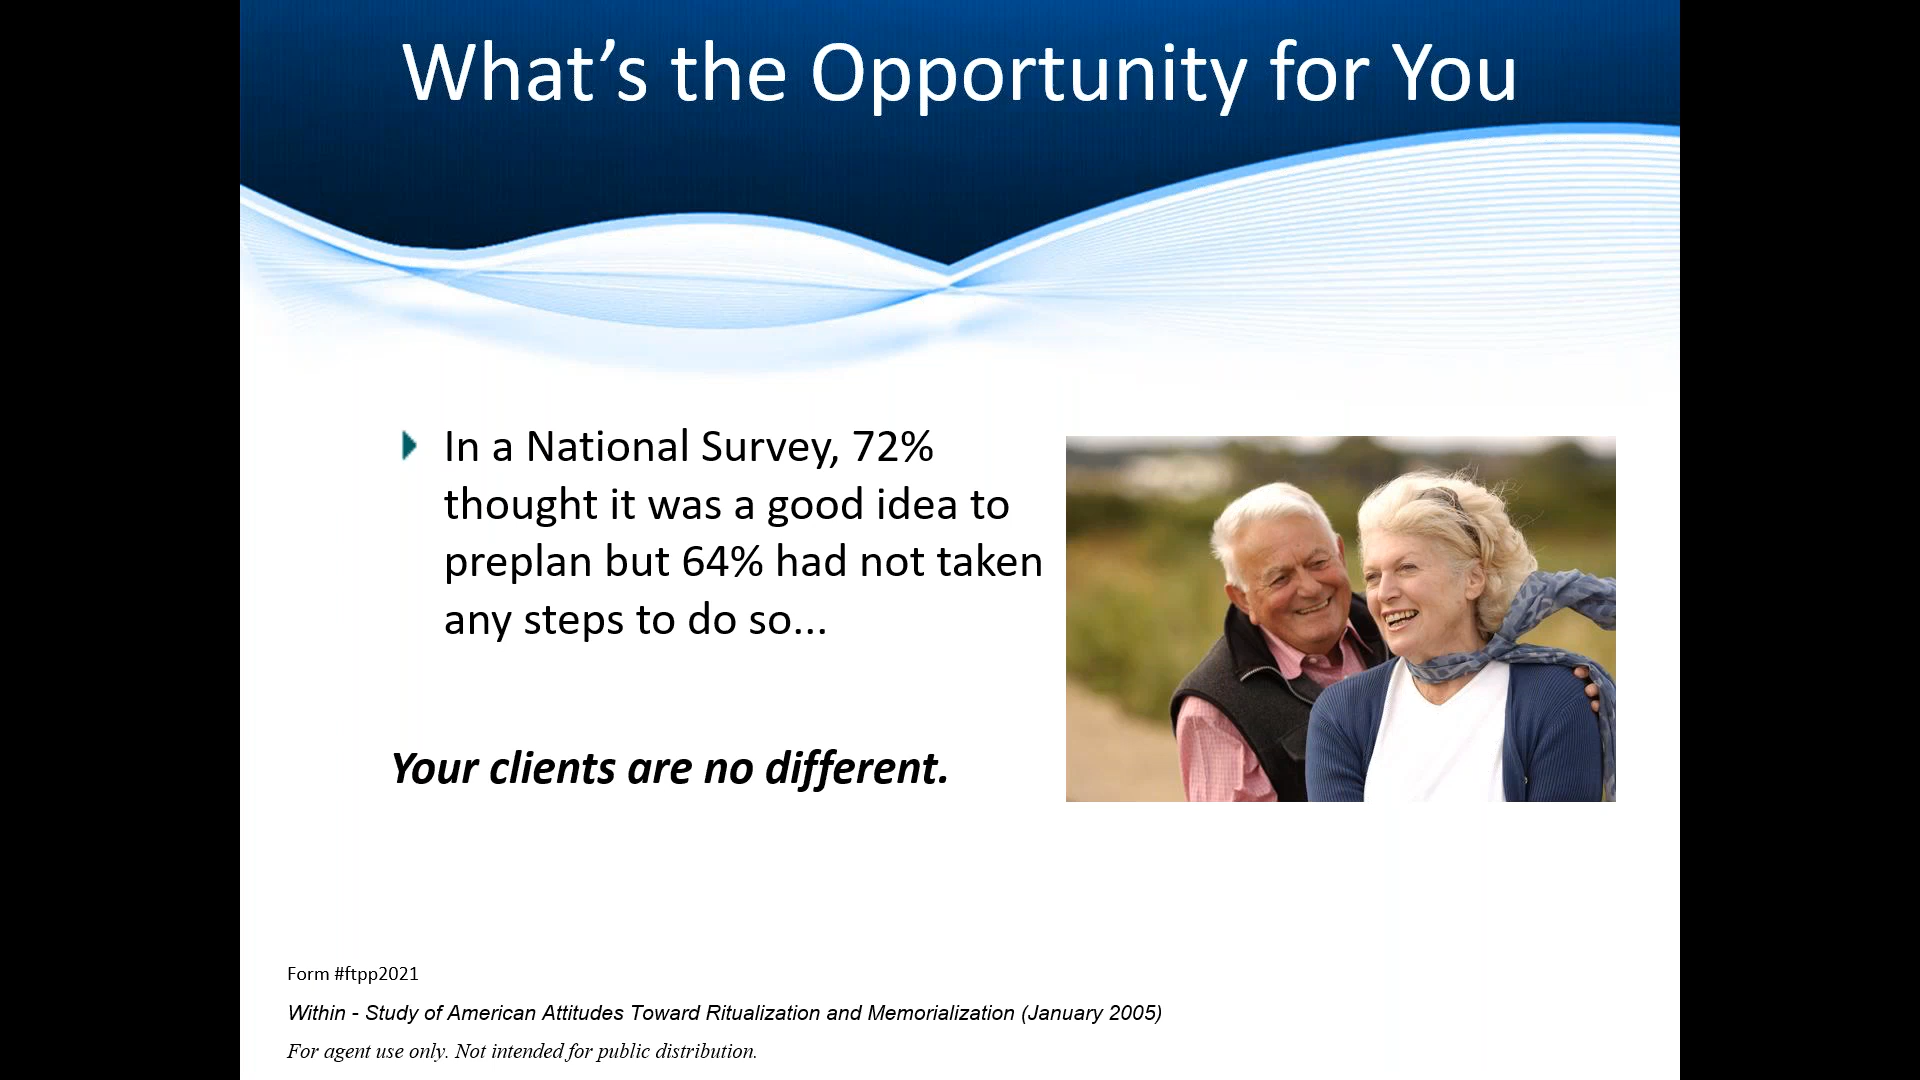 What’s the Opportunity for You
In a National Survey, 72%
thought it was a good idea to
preplan but 64% had not taken
any steps to do so...
Your clients are no different.
Form #ftpp2021
Within - Study of American Attitudes Toward Ritualization and Memorialization (January 2005)
For agent use only. Not intended for public distribution.